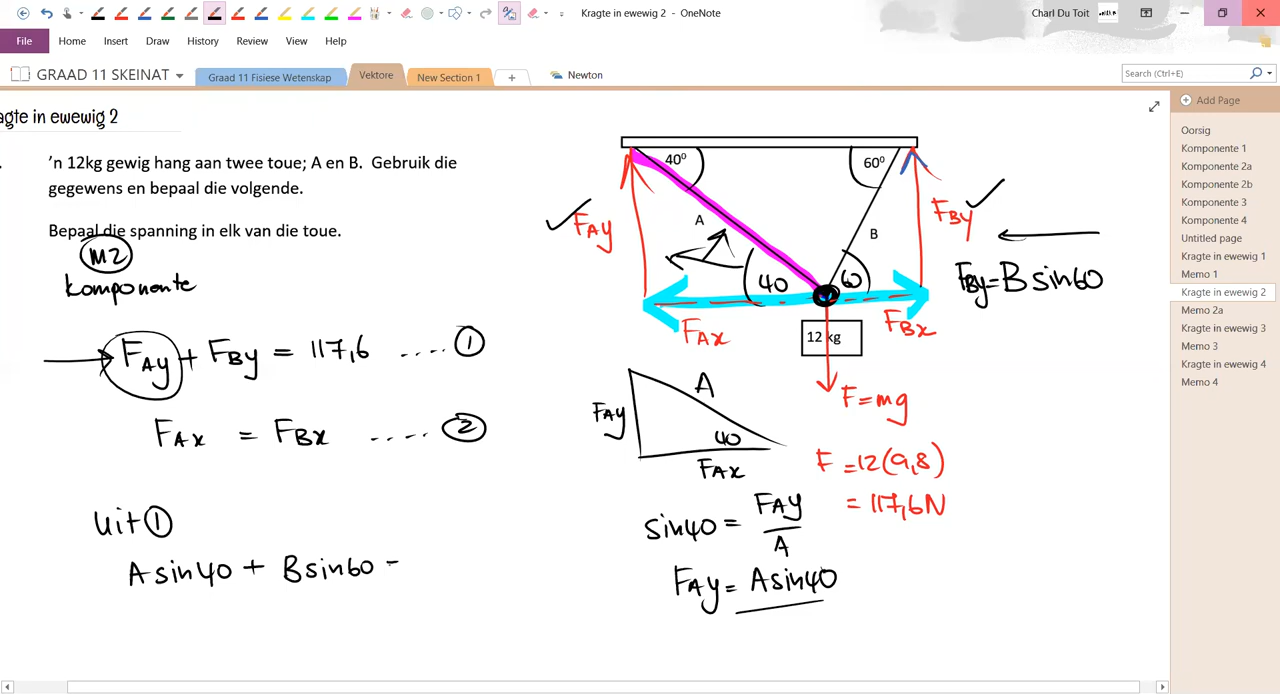 Kragte in ewewig 2 - OneNote
Charl Du Toit
File Home Insert Draw History Review View Help
GRAAD 11 SKEINAT
Graad 11 Fisiese Wetenskap
Vektore
New Section 1
+
Newton
Search (Ctrl+E)
agte in ewewig 2
'n 12kg gewig hang aan twee toue; A en B. Gebruik die
gegewens en bepaal die volgende.
Bepaal die spanning in elk van die toue.
m2
komponente
FAy + FBy = 117,6 .... 1
FAx = FBx ..... 2
uit 1
A sin40 + B sin60 =
40⁰
60⁰
FAy
FBy
A
B
40
60
FAx
FBx
FBy = B sin60
12 kg
F = mg
F = 12(9,8)
= 117,6N
A
FAy
40
FAx
sin40 = FAy
A
FAy = A sin40
Add Page
Oorsig
Komponente 1
Komponente 2a
Komponente 2b
Komponente 3
Komponente 4
Untitled page
Kragte in ewewig 1
Memo 1
Kragte in ewewig 2
Memo 2a
Kragte in ewewig 3
Memo 3
Kragte in ewewig 4
Memo 4